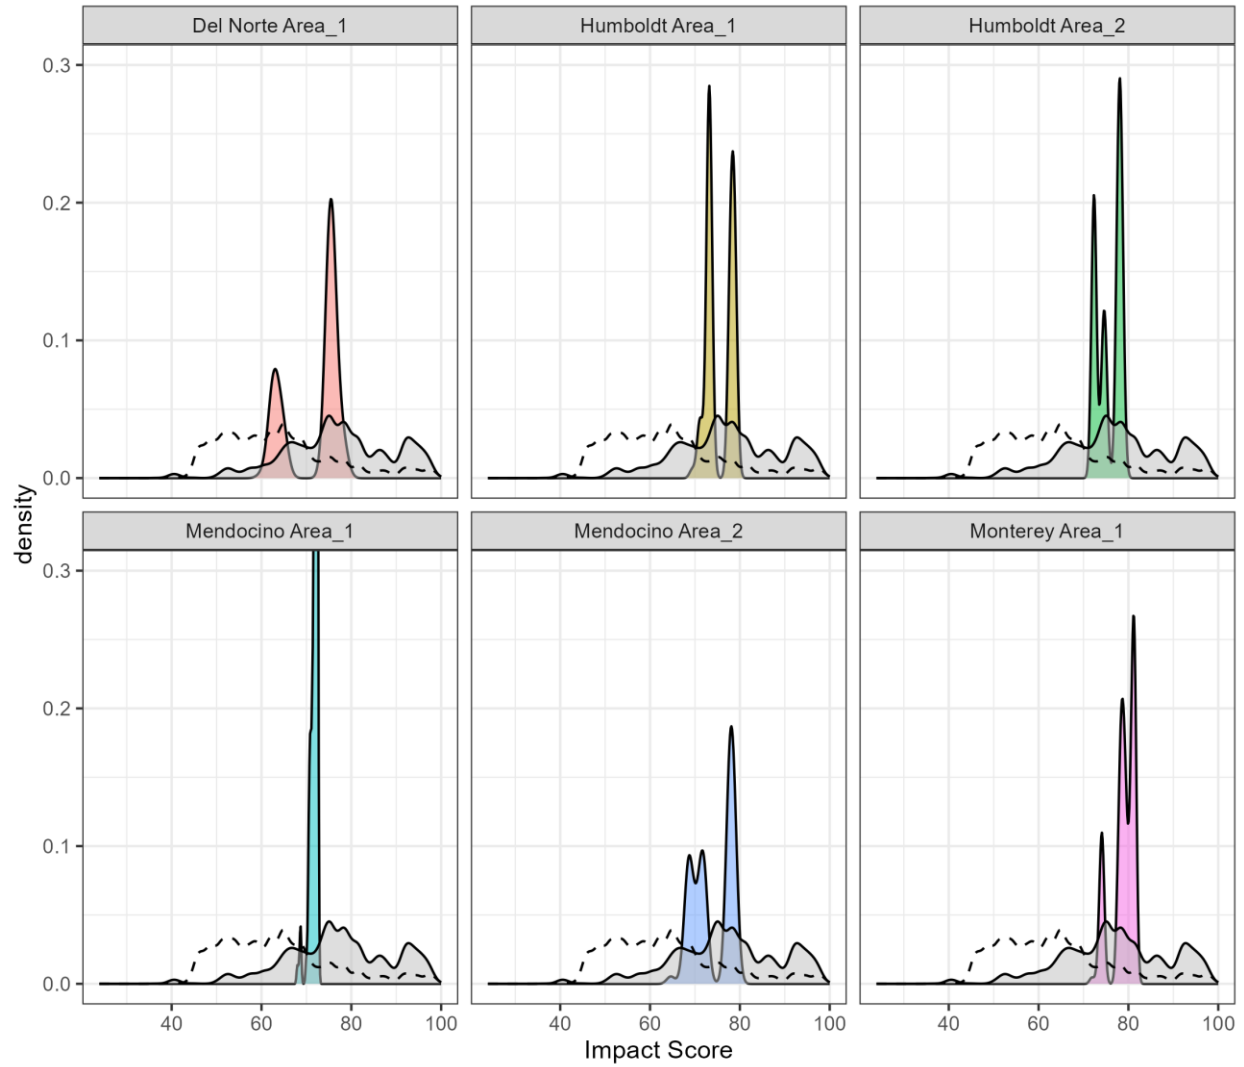 Del Norte Area_1
Humboldt Area_1
Humboldt Area_2
0.3
0.2
0.1
0.0
density
Mendocino Area_1
Mendocino Area_2
Monterey Area_1
0.3
0.2
0.1
0.0
40 60 80 100
40 60 80 100
40 60 80 100
Impact Score